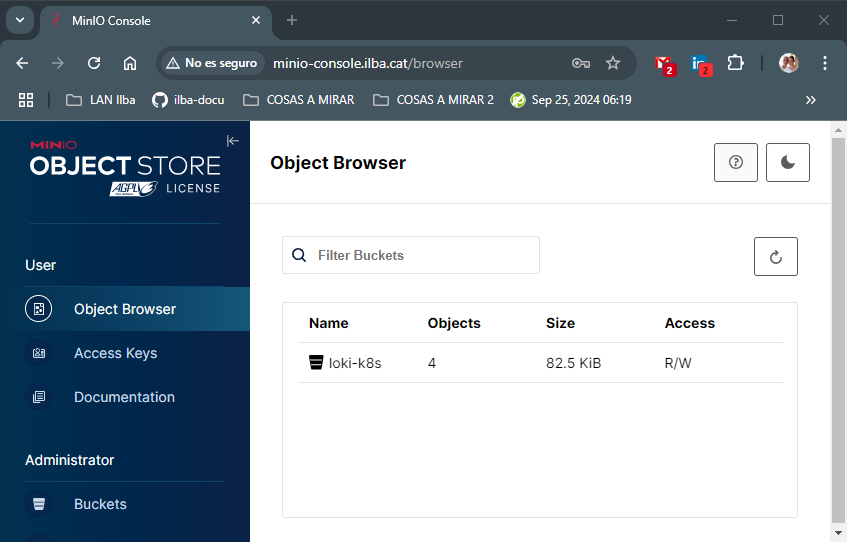 MinIO Console
No es seguro
minio-console.ilba.cat/browser
2
2
LAN Ilba
ilba-docu
COSAS A MIRAR
COSAS A MIRAR 2
Sep 25, 2024 06:19
MINIO
OBJECT STORE
AGPLv3
LICENSE
Object Browser
User
Filter Buckets
Object Browser
Name Objects Size Access
Access Keys
loki-k8s 4 82.5 KiB R/W
Documentation
Administrator
Buckets